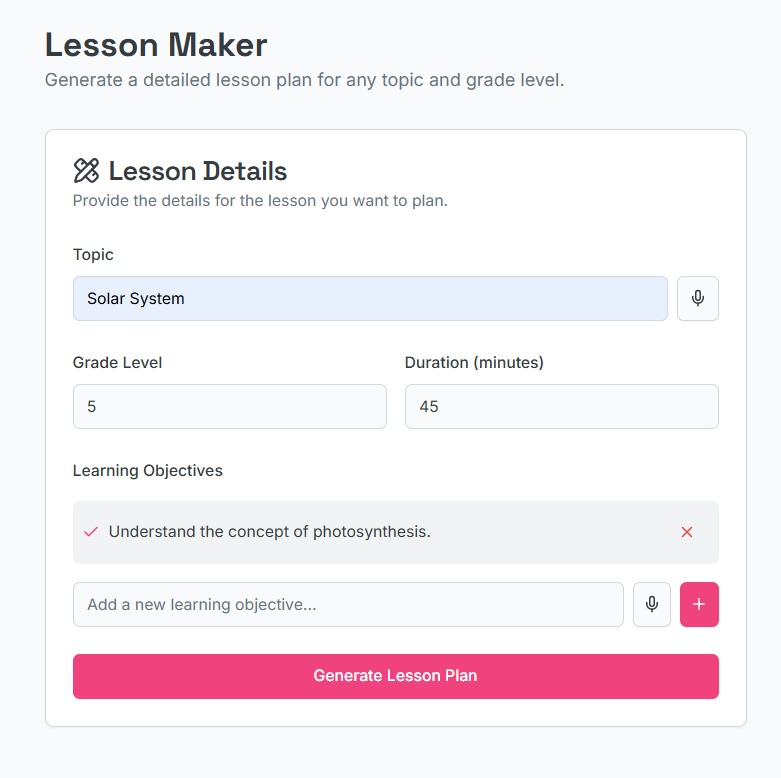 Lesson Maker
Generate a detailed lesson plan for any topic and grade level.
Lesson Details
Provide the details for the lesson you want to plan.
Topic
Solar System
Grade Level
Duration (minutes)
5
45
Learning Objectives
Understand the concept of photosynthesis.
Add a new learning objective...
Generate Lesson Plan